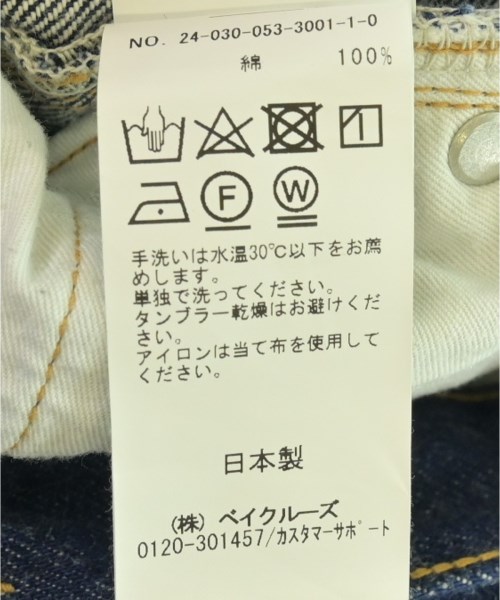 NO. 24-030-053-3001-1-0
綿 100%
F
W
手洗いは水温30℃以下をお薦
めします。
単独で洗ってください。
タンブラー乾燥はお避けくだ
さい。
アイロンは当て布を使用して
ください。
日本製
(株) ベイクルーズ
0120-301457/ｶｽﾀﾏｰｻﾎﾟｰﾄ